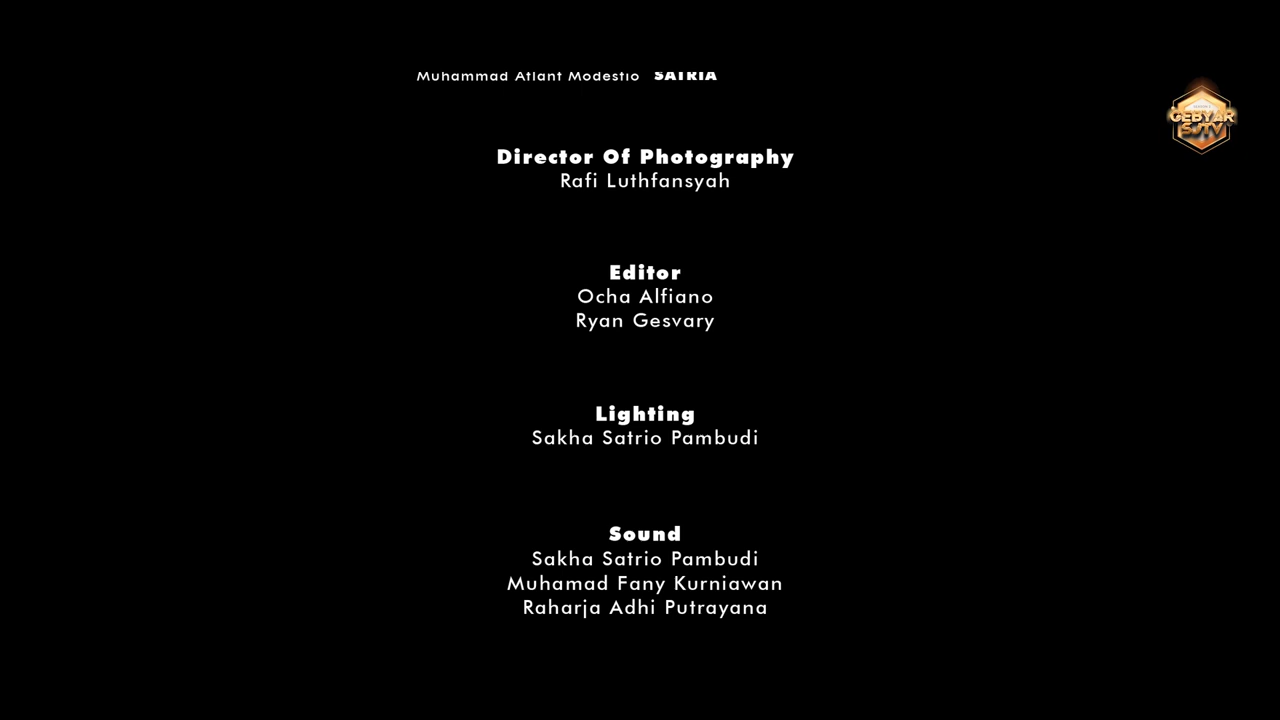 Muhammad Atlant Modestio SATRIA
GEBYAR
SJTV
Director Of Photography
Rafi Luthfansyah
Editor
Ocha Alfiano
Ryan Gesvary
Lighting
Sakha Satrio Pambudi
Sound
Sakha Satrio Pambudi
Muhamad Fany Kurniawan
Raharja Adhi Putrayana